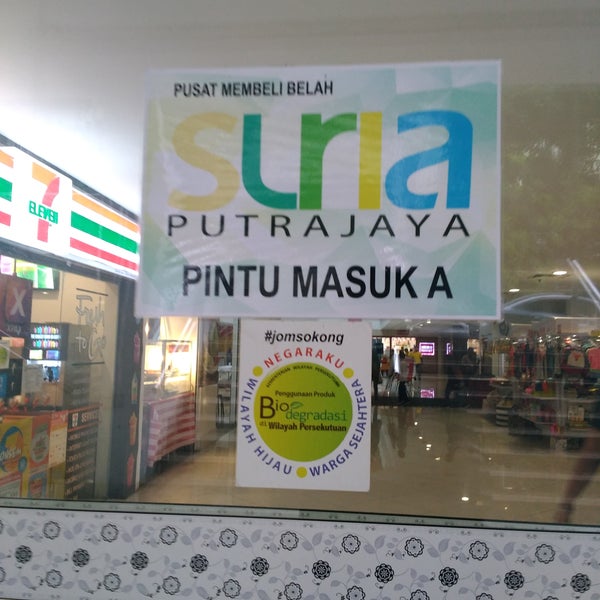 PUSAT MEMBELI BELAH
suria
PUTRAJAYA
PINTU MASUK A
7
ELEVEn
#jomsokong
NEGARAKU
WILAYAH HIJAU
WARGA SEJAHTERA
Penggunaan Produk
Biodegradasi
di Wilayah Persekutuan